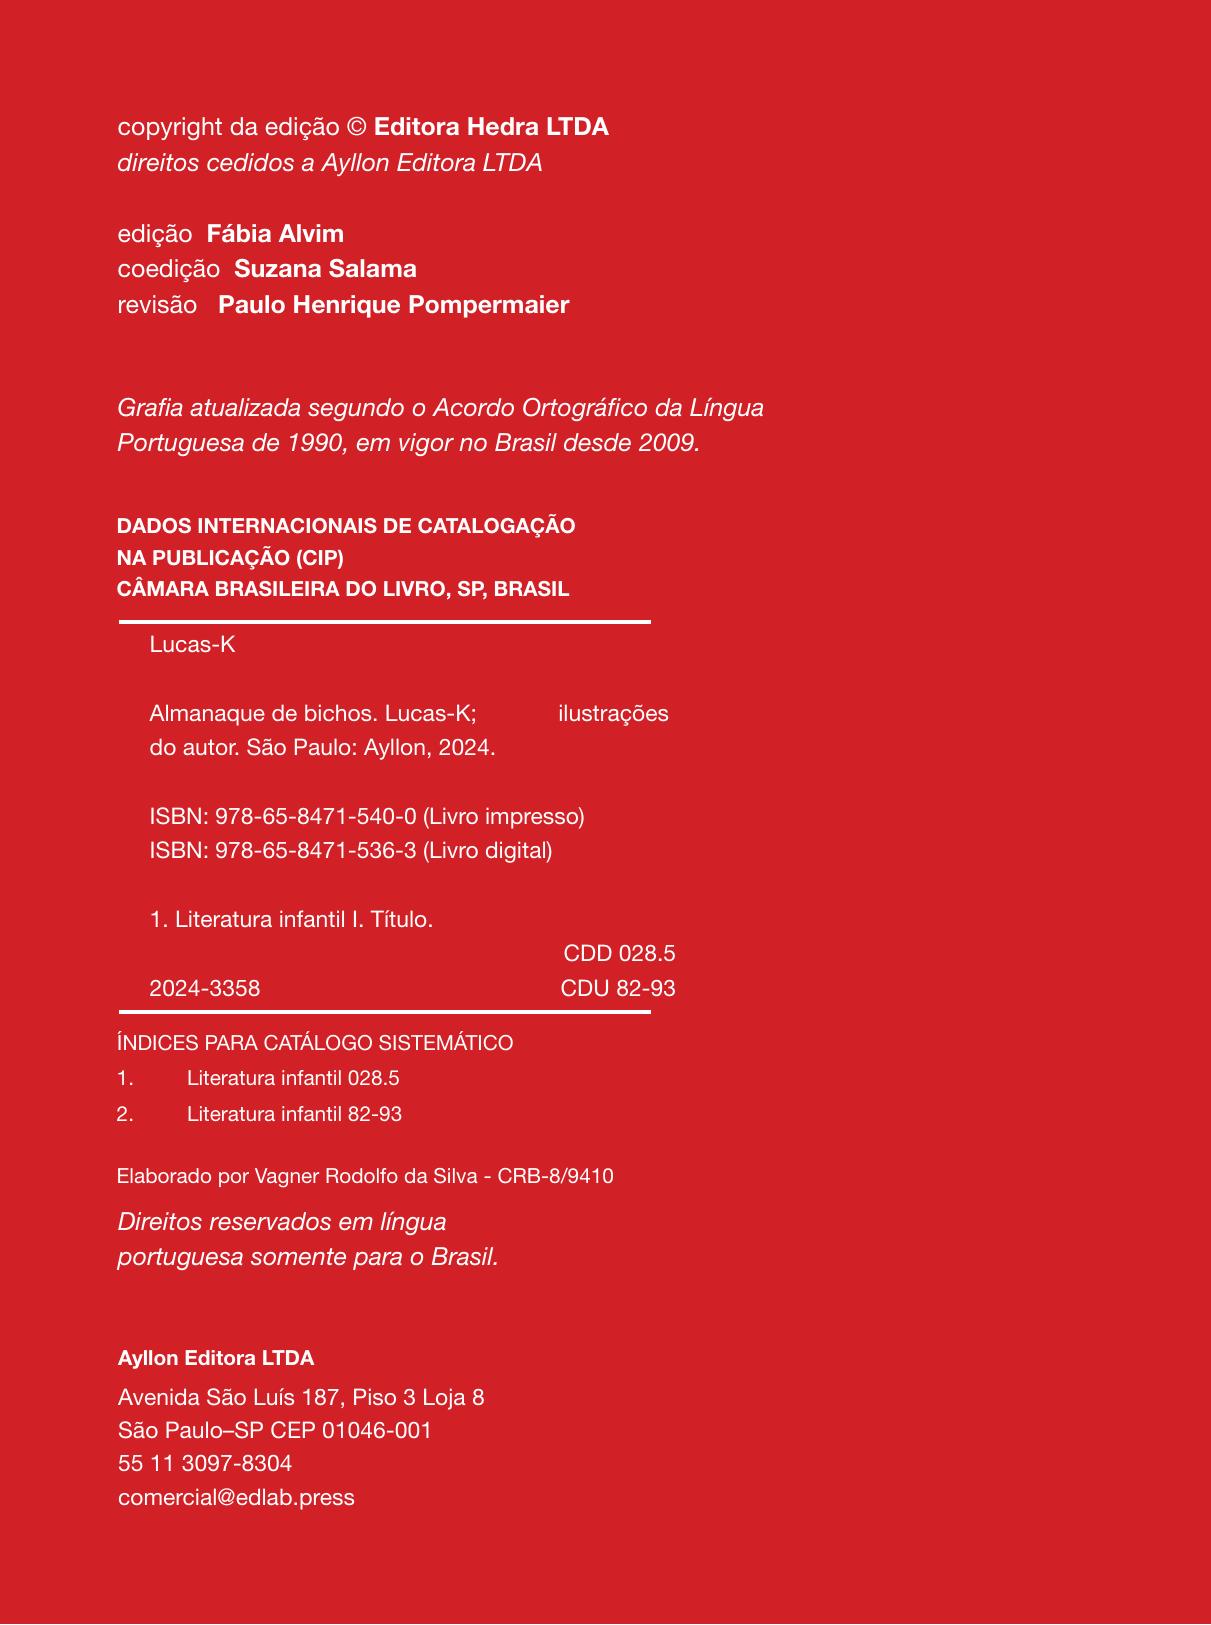 copyright da edição © Editora Hedra LTDA
direitos cedidos a Ayllon Editora LTDA
edição Fábia Alvim
coedição Suzana Salama
revisão Paulo Henrique Pompermaier
Grafia atualizada segundo o Acordo Ortográfico da Língua
Portuguesa de 1990, em vigor no Brasil desde 2009.
DADOS INTERNACIONAIS DE CATALOGAÇÃO
NA PUBLICAÇÃO (CIP)
CÂMARA BRASILEIRA DO LIVRO, SP, BRASIL
Lucas-K
Almanaque de bichos. Lucas-K; ilustrações
do autor. São Paulo: Ayllon, 2024.
ISBN: 978-65-8471-540-0 (Livro impresso)
ISBN: 978-65-8471-536-3 (Livro digital)
1. Literatura infantil I. Título.
CDD 028.5
2024-3358 CDU 82-93
ÍNDICES PARA CATÁLOGO SISTEMÁTICO
1. Literatura infantil 028.5
2. Literatura infantil 82-93
Elaborado por Vagner Rodolfo da Silva - CRB-8/9410
Direitos reservados em língua
portuguesa somente para o Brasil.
Ayllon Editora LTDA
Avenida São Luís 187, Piso 3 Loja 8
São Paulo–SP CEP 01046-001
55 11 3097-8304
comercial@edlab.press